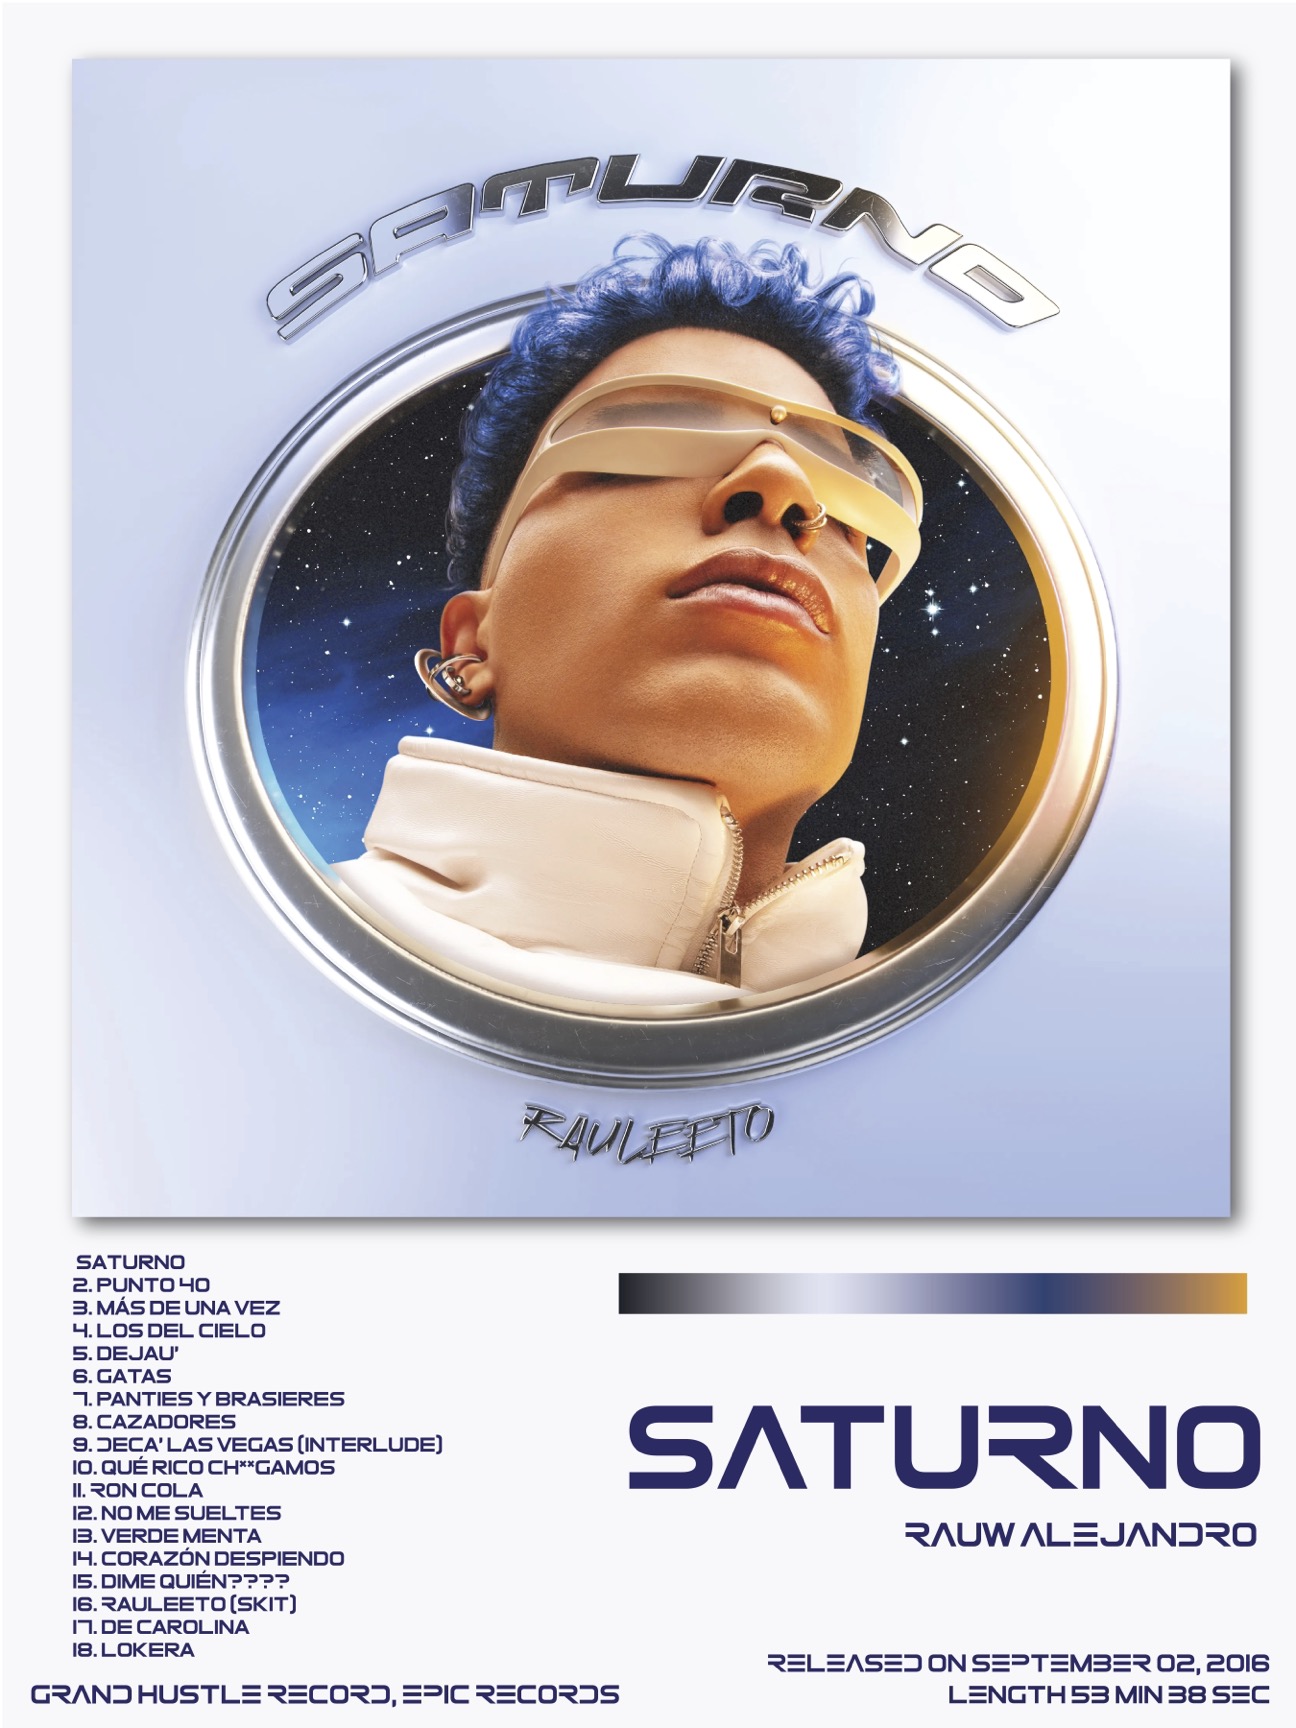 SATURNO
RAULEETO
SATURNO
2. PUNTO 40
3. MÁS DE UNA VEZ
4. LOS DEL CIELO
5. DEJAU'
6. GATAS
7. PANTIES Y BRASIERES
8. CAZADORES
9. DECA' LAS VEGAS (INTERLUDE)
10. QUÉ RICO CH**GAMOS
11. RON COLA
12. NO ME SUELTES
13. VERDE MENTA
14. CORAZÓN DESPIENDO
15. DIME QUIÉN????
16. RAULEETO (SKIT)
17. DE CAROLINA
18. LOKERA
GRAND HUSTLE RECORD, EPIC RECORDS
SATURNO
RAUW ALEJANDRO
RELEASED ON SEPTEMBER 02, 2016
LENGTH 53 MIN 38 SEC